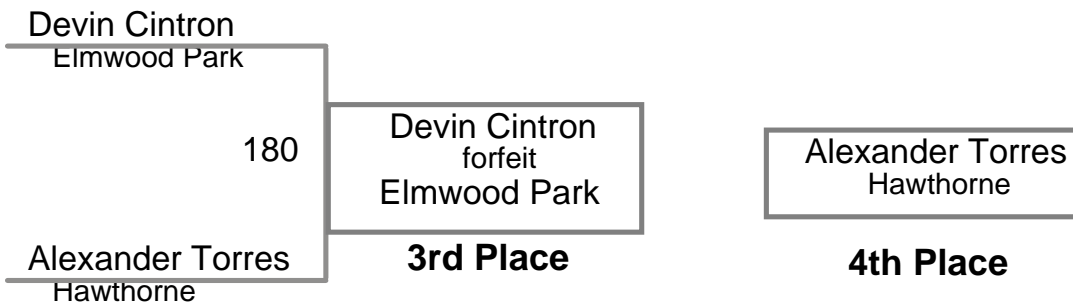 Devin Cintron
Elmwood Park
180
Devin Cintron
forfeit
Elmwood Park
3rd Place
Alexander Torres
Hawthorne
Alexander Torres
Hawthorne
4th Place